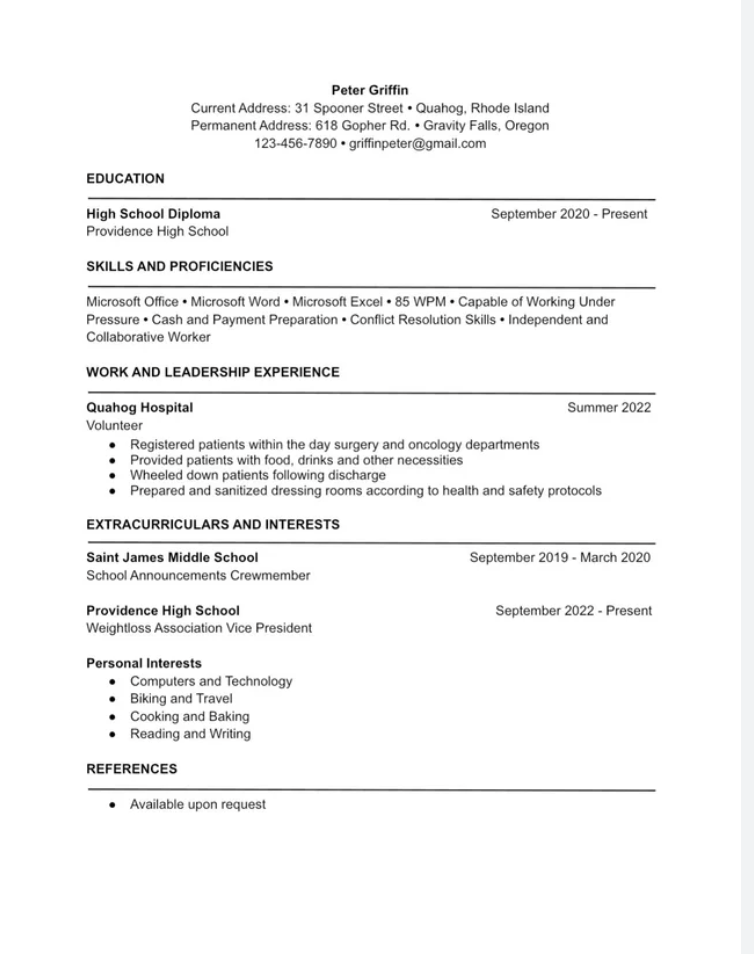 Peter Griffin
Current Address: 31 Spooner Street • Quahog, Rhode Island
Permanent Address: 618 Gopher Rd. • Gravity Falls, Oregon
123-456-7890 • griffinpeter@gmail.com
EDUCATION
High School Diploma September 2020 - Present
Providence High School
SKILLS AND PROFICIENCIES
Microsoft Office • Microsoft Word • Microsoft Excel • 85 WPM • Capable of Working Under
Pressure • Cash and Payment Preparation • Conflict Resolution Skills • Independent and
Collaborative Worker
WORK AND LEADERSHIP EXPERIENCE
Quahog Hospital Summer 2022
Volunteer
● Registered patients within the day surgery and oncology departments
● Provided patients with food, drinks and other necessities
● Wheeled down patients following discharge
● Prepared and sanitized dressing rooms according to health and safety protocols
EXTRACURRICULARS AND INTERESTS
Saint James Middle School September 2019 - March 2020
School Announcements Crewmember
Providence High School September 2022 - Present
Weightloss Association Vice President
Personal Interests
● Computers and Technology
● Biking and Travel
● Cooking and Baking
● Reading and Writing
REFERENCES
● Available upon request